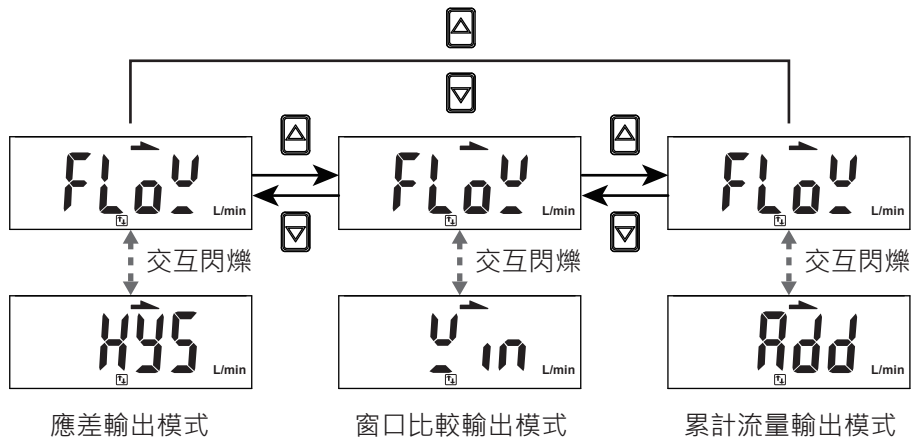 FLoW
L/min
FLoW
L/min
FLoW
L/min
交互閃爍
交互閃爍
交互閃爍
HYS
L/min
Win
L/min
Add
L/min
應差輸出模式
窗口比較輸出模式
累計流量輸出模式